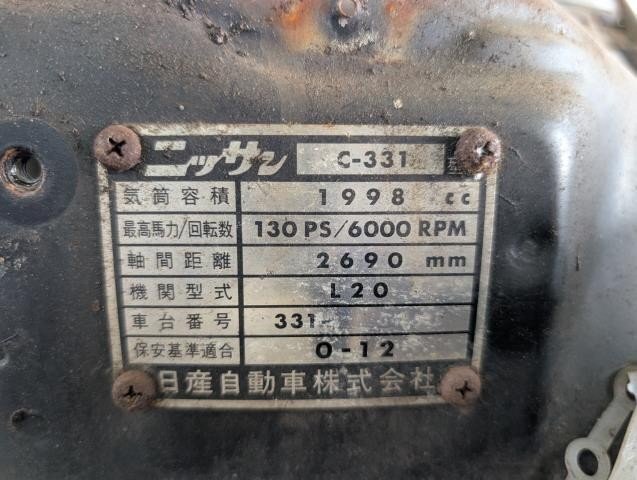 ニッサン C-331 型
気筒容積 1998 cc
最高馬力/回転数 130 PS/6000 RPM
軸間距離 2690 mm
機関型式 L20
車台番号 331-
保安基準適合 O-12
日産自動車株式会社